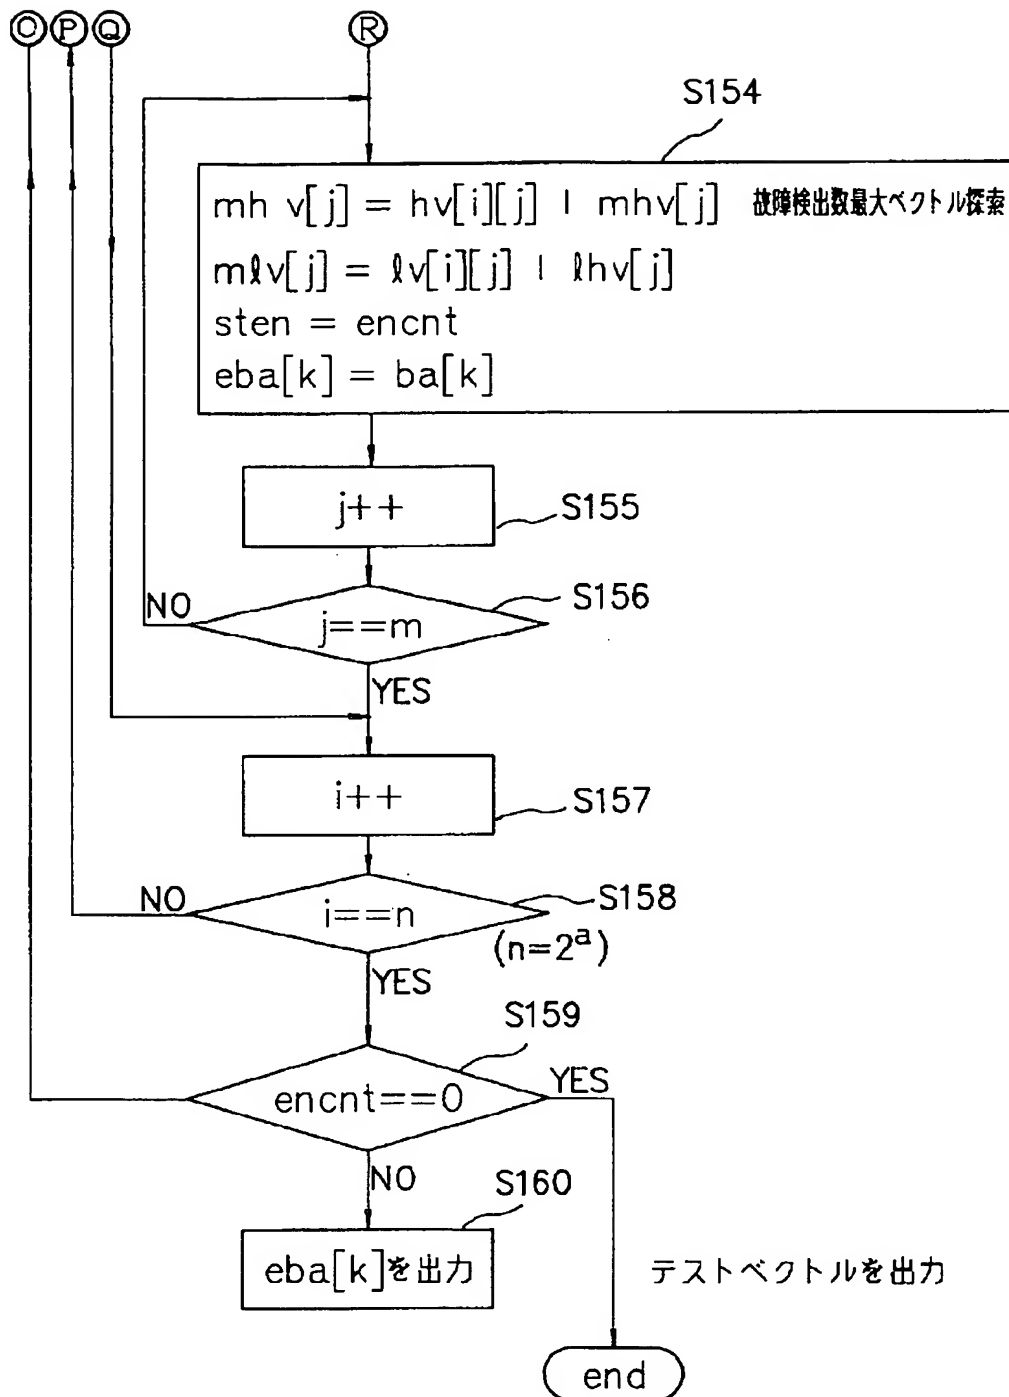 O P Q R
S154
mh v[j] = hv[i][j] | mhv[j] 故障検出数最大ベクトル探索
mℓv[j] = ℓv[i][j] | ℓhv[j]
sten = encnt
eba[k] = ba[k]
j++
S155
S156
NO
j==m
YES
i++
S157
S158
NO
i==n
(n=2^a)
YES
S159
YES
encnt==0
NO
S160
eba[k]を出力
テストベクトルを出力
end